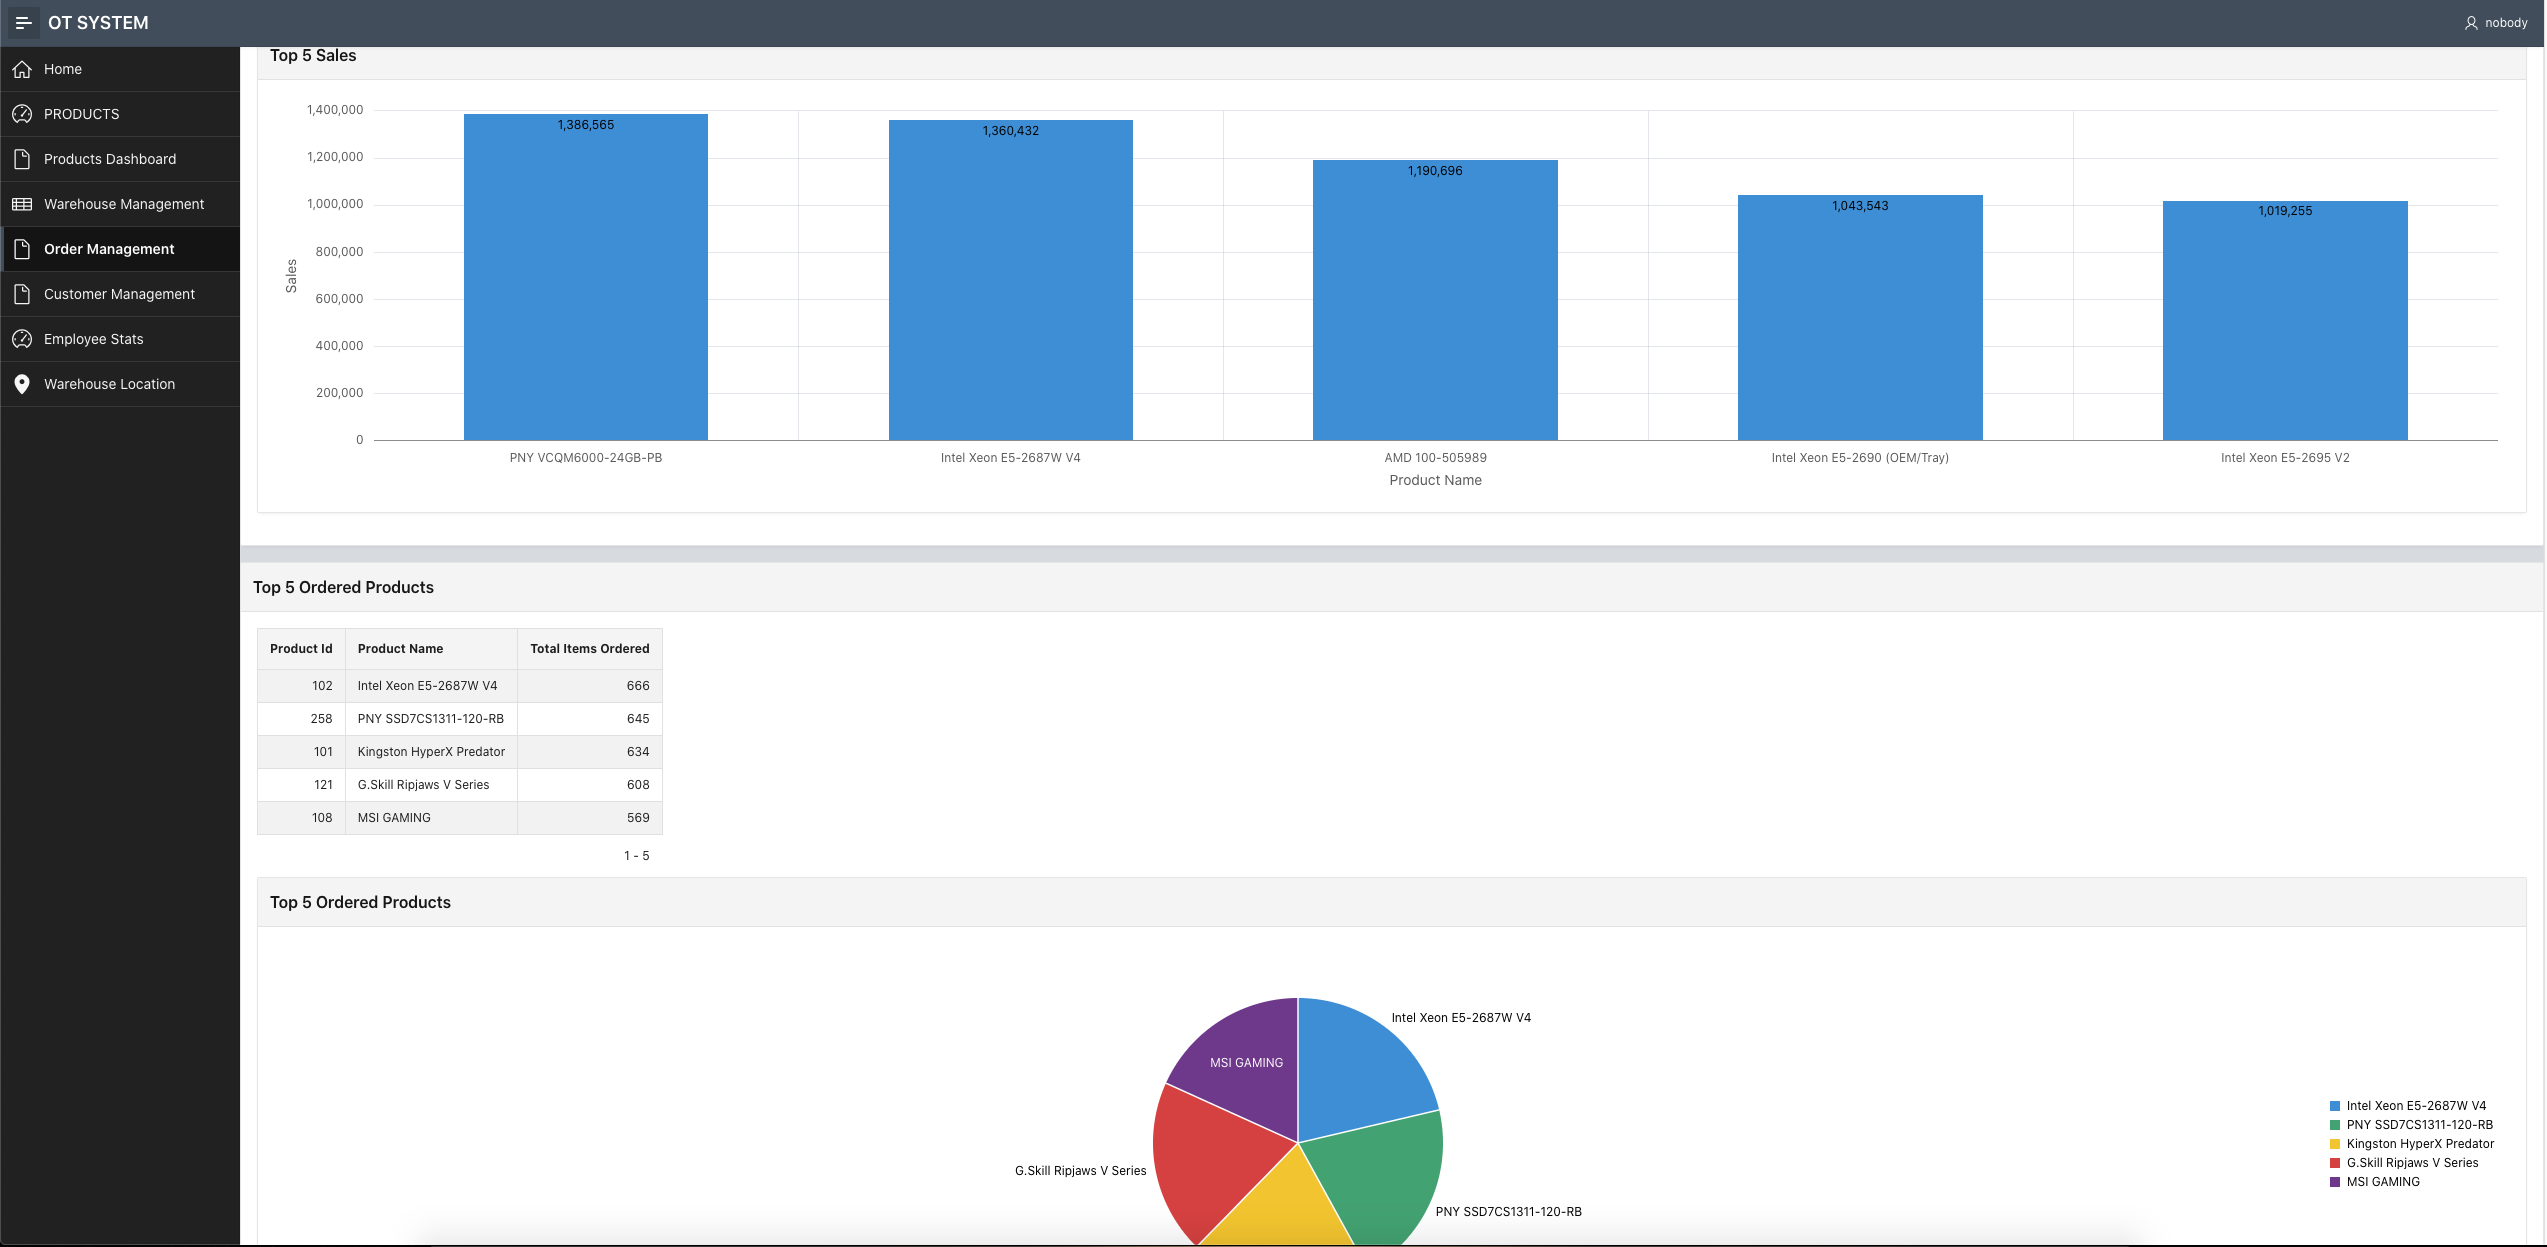 OT SYSTEM
nobody
Home
PRODUCTS
Products Dashboard
Warehouse Management
Order Management
Customer Management
Employee Stats
Warehouse Location
Top 5 Sales
1,400,000
1,200,000
1,000,000
800,000
600,000
400,000
200,000
0
Sales
1,386,565
1,360,432
1,190,696
1,043,543
1,019,255
PNY VCQM6000-24GB-PB
Intel Xeon E5-2687W V4
AMD 100-505989
Intel Xeon E5-2690 (OEM/Tray)
Intel Xeon E5-2695 V2
Product Name
Top 5 Ordered Products
Product Id Product Name Total Items Ordered
102 Intel Xeon E5-2687W V4 666
258 PNY SSD7CS1311-120-RB 645
101 Kingston HyperX Predator 634
121 G.Skill Ripjaws V Series 608
108 MSI GAMING 569
1 - 5
Top 5 Ordered Products
Intel Xeon E5-2687W V4
MSI GAMING
G.Skill Ripjaws V Series
PNY SSD7CS1311-120-RB
Intel Xeon E5-2687W V4
PNY SSD7CS1311-120-RB
Kingston HyperX Predator
G.Skill Ripjaws V Series
MSI GAMING